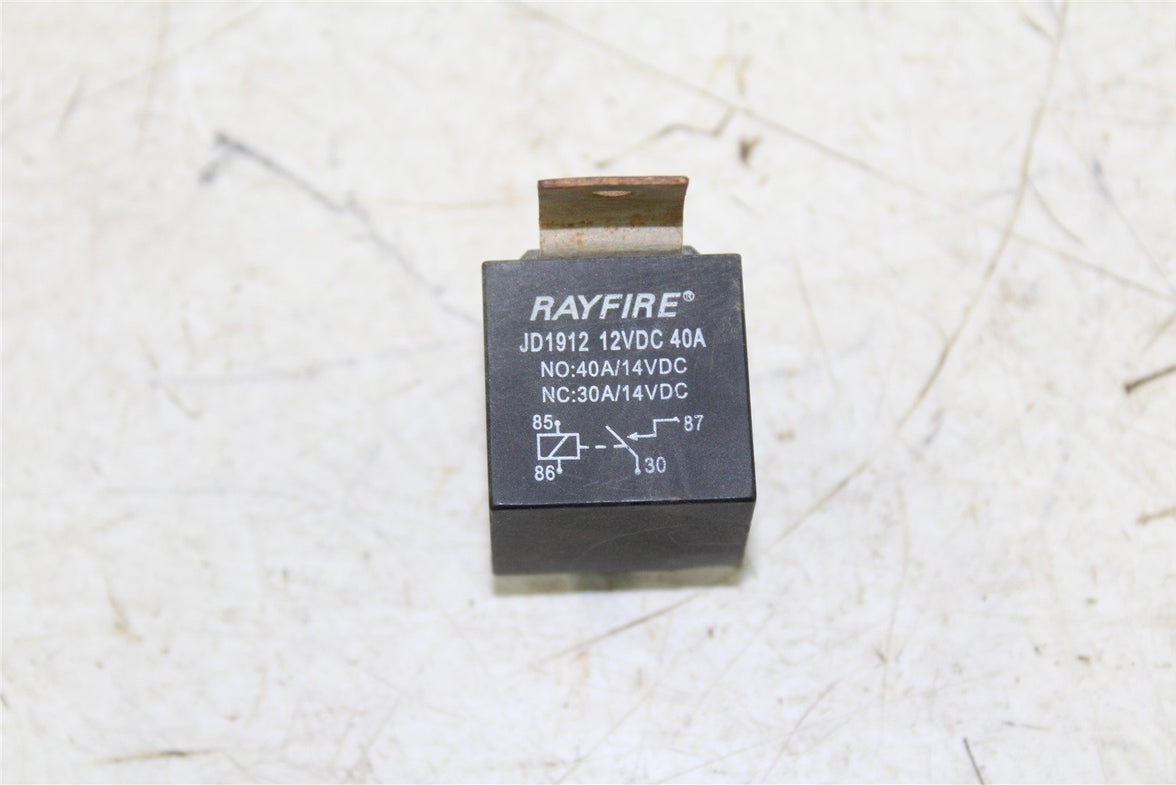 RAYFIRE®
JD1912 12VDC 40A
NO:40A/14VDC
NC:30A/14VDC
85 87
86 30